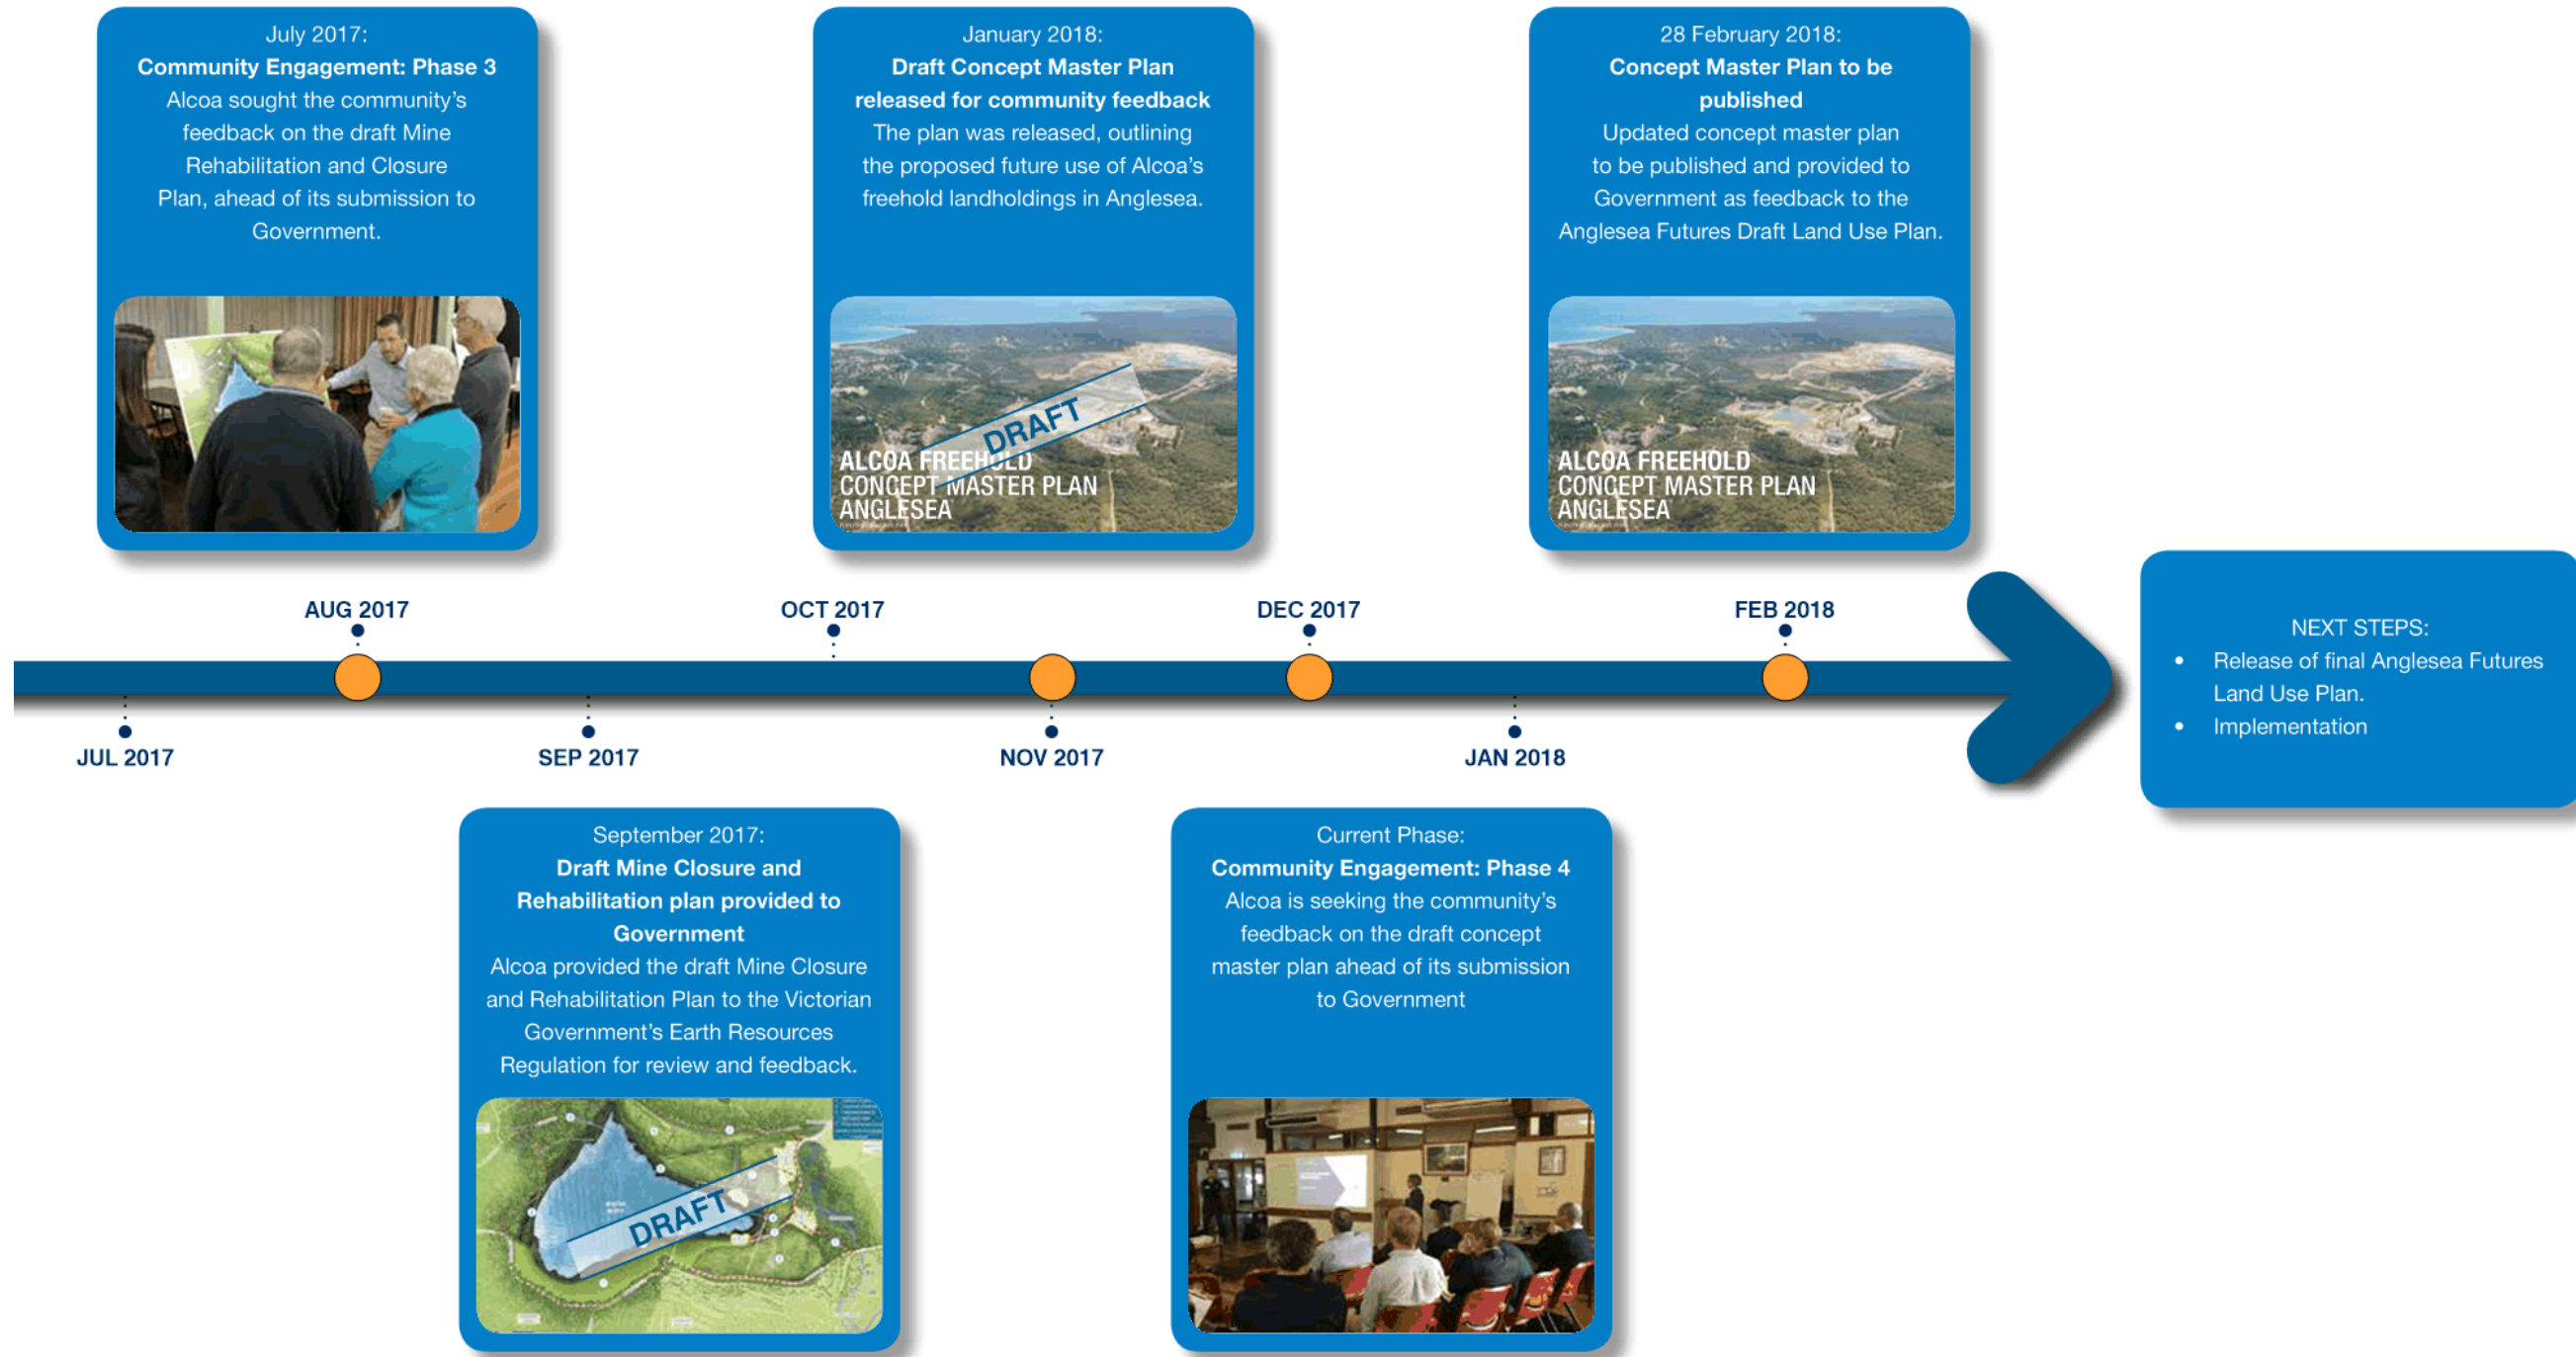 July 2017:
Community Engagement: Phase 3
Alcoa sought the community's
feedback on the draft Mine
Rehabilitation and Closure
Plan, ahead of its submission to
Government.
January 2018:
Draft Concept Master Plan
released for community feedback
The plan was released, outlining
the proposed future use of Alcoa's
freehold landholdings in Anglesea.
DRAFT
ALCOA FREEHOLD
CONCEPT MASTER PLAN
ANGLESEA
28 February 2018:
Concept Master Plan to be
published
Updated concept master plan
to be published and provided to
Government as feedback to the
Anglesea Futures Draft Land Use Plan.
ALCOA FREEHOLD
CONCEPT MASTER PLAN
ANGLESEA
AUG 2017
OCT 2017
DEC 2017
FEB 2018
JUL 2017
SEP 2017
NOV 2017
JAN 2018
NEXT STEPS:
• Release of final Anglesea Futures
Land Use Plan.
• Implementation
September 2017:
Draft Mine Closure and
Rehabilitation plan provided to
Government
Alcoa provided the draft Mine Closure
and Rehabilitation Plan to the Victorian
Government's Earth Resources
Regulation for review and feedback.
DRAFT
Current Phase:
Community Engagement: Phase 4
Alcoa is seeking the community's
feedback on the draft concept
master plan ahead of its submission
to Government